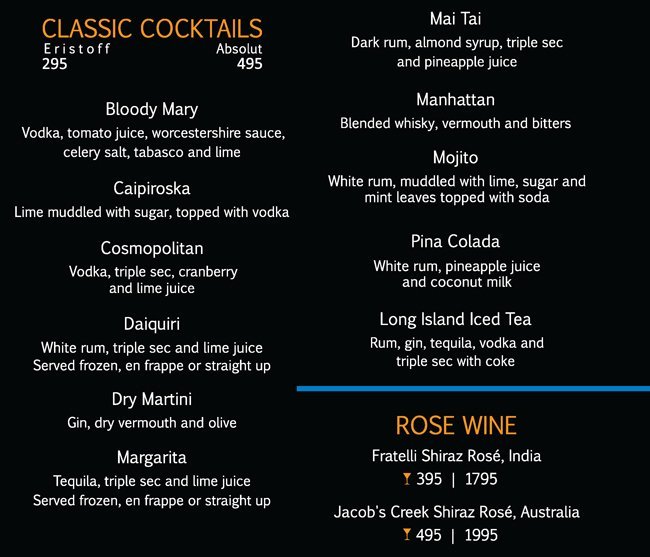 CLASSIC COCKTAILS
Eristoff Absolut
295 495
Bloody Mary
Vodka, tomato juice, worcestershire sauce,
celery salt, tabasco and lime
Caipiroska
Lime muddled with sugar, topped with vodka
Cosmopolitan
Vodka, triple sec, cranberry
and lime juice
Daiquiri
White rum, triple sec and lime juice
Served frozen, en frappe or straight up
Dry Martini
Gin, dry vermouth and olive
Margarita
Tequila, triple sec and lime juice
Served frozen, en frappe or straight up
Mai Tai
Dark rum, almond syrup, triple sec
and pineapple juice
Manhattan
Blended whisky, vermouth and bitters
Mojito
White rum, muddled with lime, sugar and
mint leaves topped with soda
Pina Colada
White rum, pineapple juice
and coconut milk
Long Island Iced Tea
Rum, gin, tequila, vodka and
triple sec with coke
ROSE WINE
Fratelli Shiraz Rosé, India
395 | 1795
Jacob's Creek Shiraz Rosé, Australia
495 | 1995